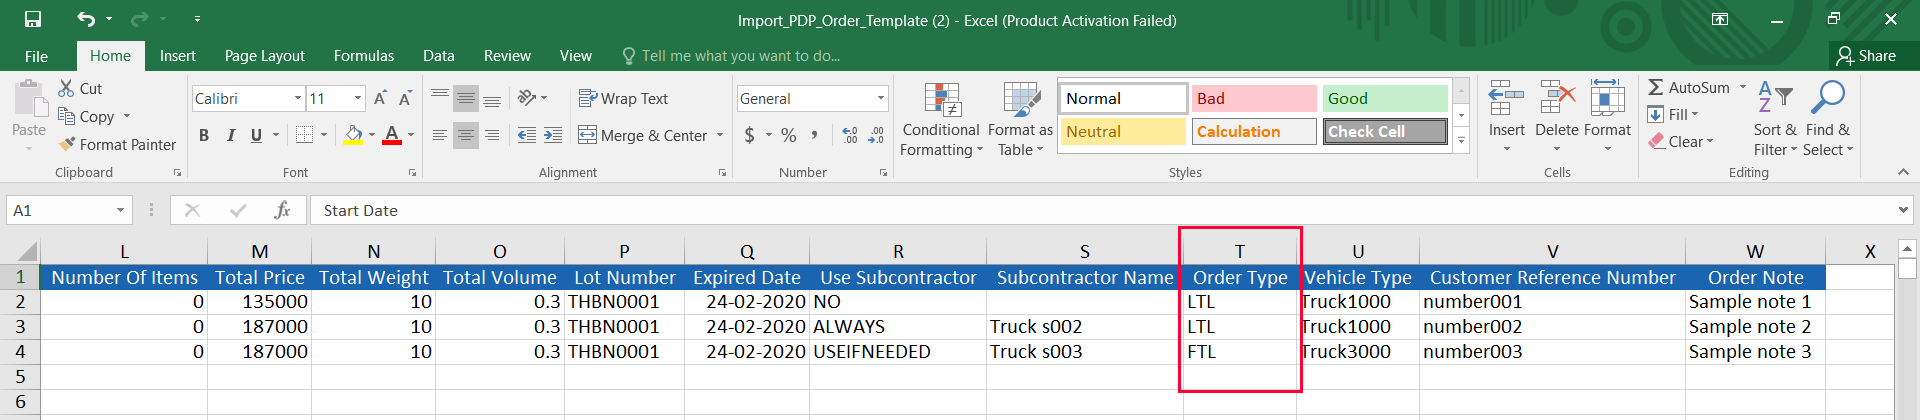 Import_PDP_Order_Template (2) - Excel (Product Activation Failed)
File Home Insert Page Layout Formulas Data Review View Tell me what you want to do... Share
Paste Cut Copy Format Painter
Clipboard
Calibri 11
B I U A
Font
Wrap Text
Merge & Center
Alignment
General
$ % ,
Number
Conditional Formatting
Format as Table
Normal Bad Good
Neutral Calculation Check Cell
Styles
Insert Delete Format
Cells
AutoSum
Fill
Clear
Sort & Filter
Find & Select
Editing
A1 fx Start Date
L M N O P Q R S T U V W X
1 Number Of Items Total Price Total Weight Total Volume Lot Number Expired Date Use Subcontractor Subcontractor Name Order Type Vehicle Type Customer Reference Number Order Note
2 0 135000 10 0.3 THBN0001 24-02-2020 NO LTL Truck1000 number001 Sample note 1
3 0 187000 10 0.3 THBN0001 24-02-2020 ALWAYS Truck s002 LTL Truck1000 number002 Sample note 2
4 0 187000 10 0.3 THBN0001 24-02-2020 USEIFNEEDED Truck s003 FTL Truck3000 number003 Sample note 3
5
6